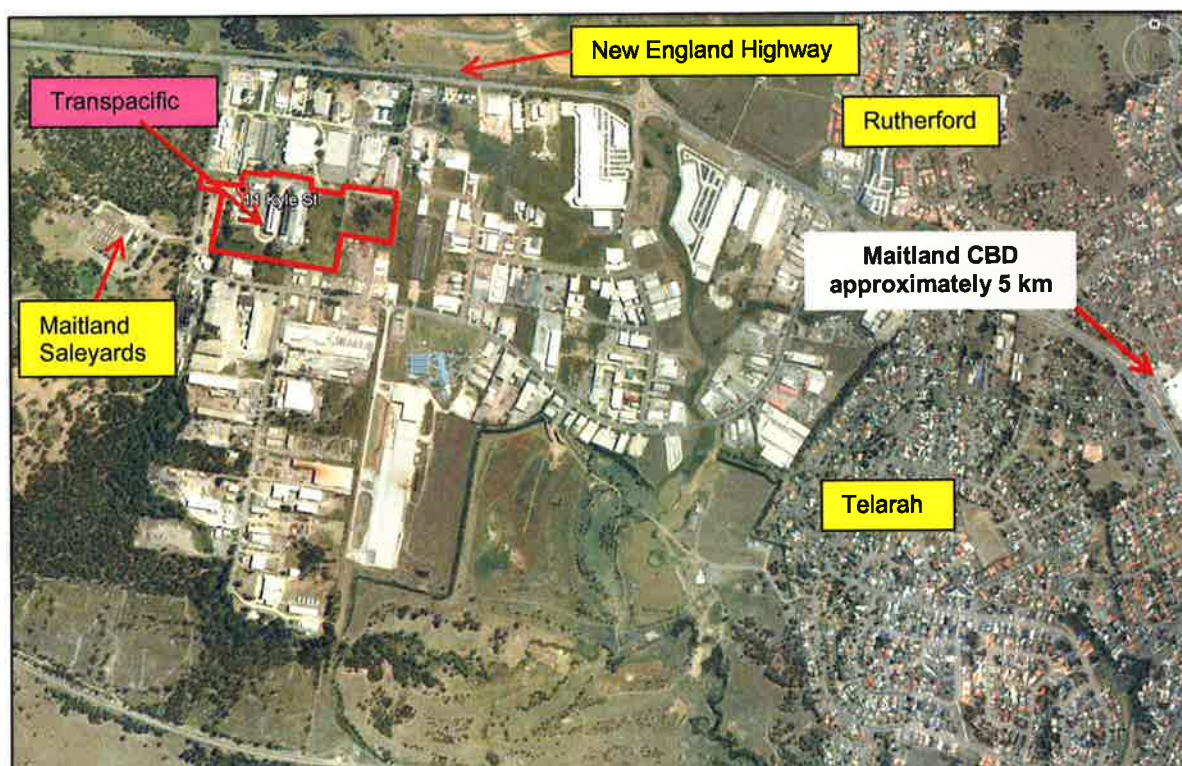 New England Highway
Transpacific
Rutherford
11 Kyle St
Maitland CBD
approximately 5 km
Maitland
Saleyards
Telarah